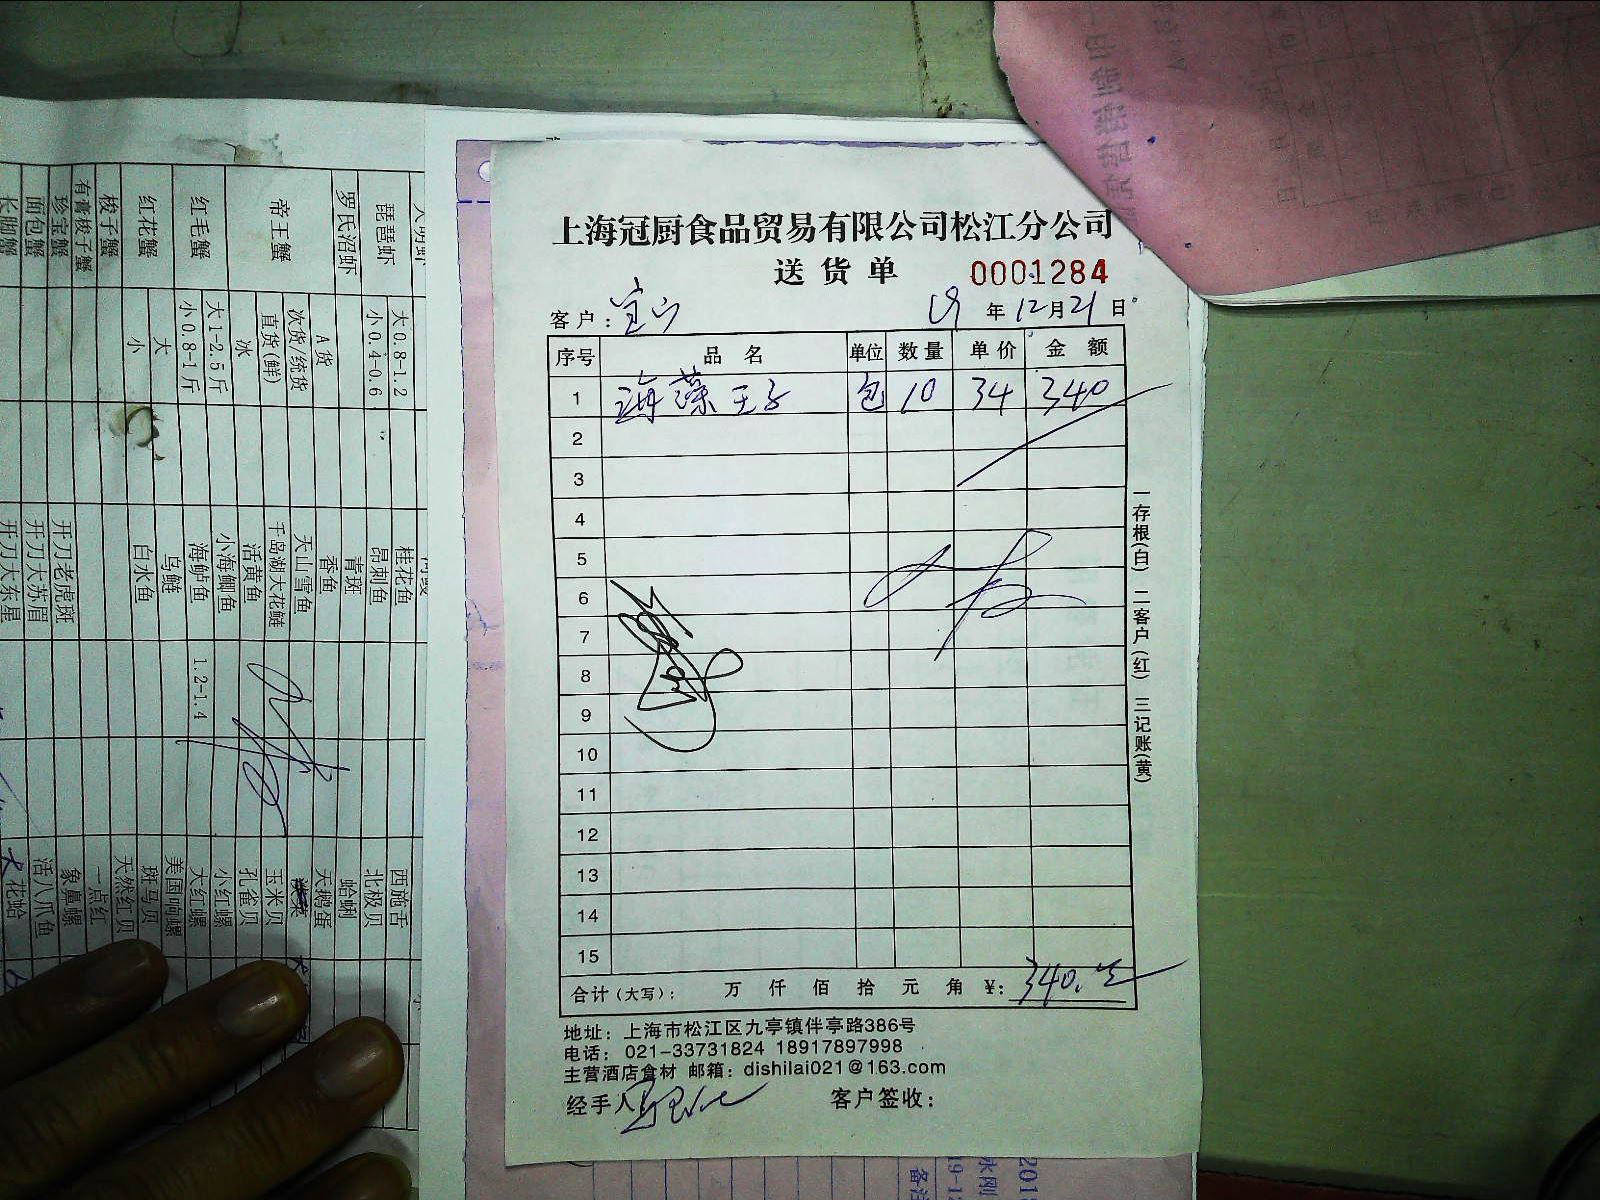 上海冠厨食品贸易有限公司松江分公司
送货单 0001284
客户：宝山 19年12月21日
序号 品名 单位 数量 单价 金额
1 海藻王子 包 10 34 340
2
3
4
5
6
7
8
9
10
11
12
13
14
15
合计（大写）： 万 仟 佰 拾 元 角 ¥：340.
地址：上海市松江区九亭镇伴亭路386号
电话：021-33731824 18917897998
主营酒店食材 邮箱：dishilai021@163.com
经手人 客户签收：
一存根(白) 二客户(红) 三记账(黄)
琵琶虾 大0.8-1.2 小0.4-0.6
罗氏沼虾
帝王蟹 A货 次货/统货 直货(鲜) 冰
红毛蟹 大1-2.5斤 小0.8-1斤
红花蟹 大 小
梭子蟹
有膏梭子蟹
珍宝蟹
面包蟹
长脚蟹
桂花鱼
昂刺鱼
青斑
香鱼
天山雪鱼
千岛湖大花鲢
活黄鱼
小海鲫鱼
海鲈鱼 1.2-1.4
乌鲢
白水鱼
开刀老虎斑
开刀大苏眉
开刀大东星
西施舌
北极贝
蛤蜊
天鹅蛋
玉米贝
孔雀贝
小红螺
大红螺
美国响螺
斑马贝
天然红贝
一点红
象鼻螺
活八爪鱼
花蛤